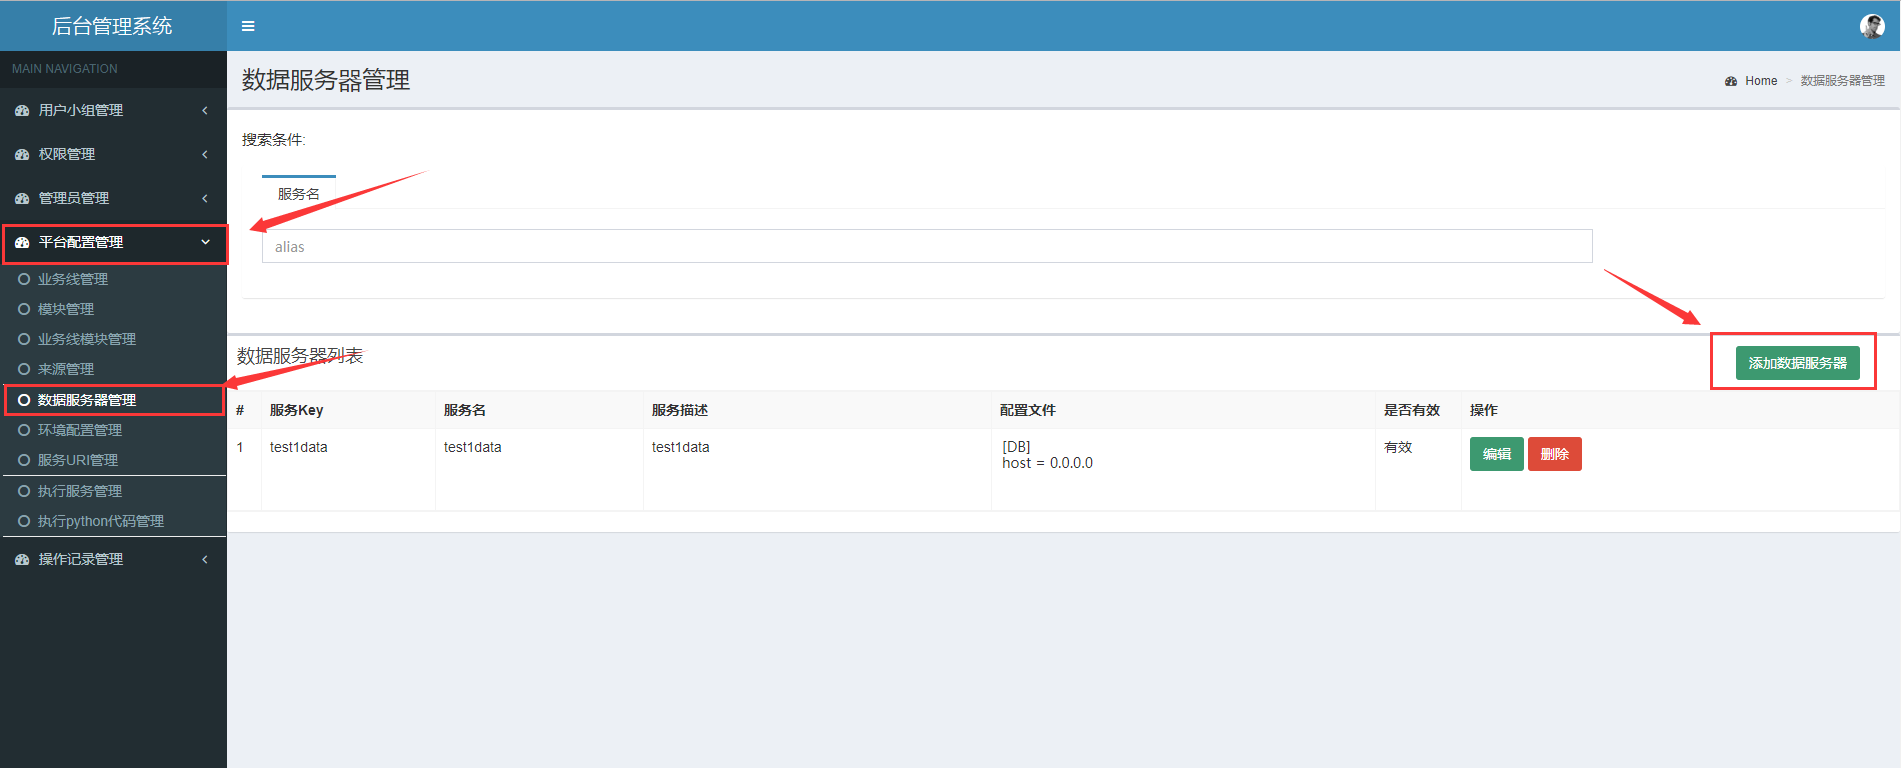 后台管理系统
MAIN NAVIGATION
用户小组管理
权限管理
管理员管理
平台配置管理
业务线管理
模块管理
业务线模块管理
来源管理
数据服务器管理
环境配置管理
服务URI管理
执行服务管理
执行python代码管理
操作记录管理
数据服务器管理
Home > 数据服务器管理
搜索条件:
服务名
alias
数据服务器列表
添加数据服务器
# 服务Key 服务名 服务描述 配置文件 是否有效 操作
1 test1data test1data test1data [DB] 有效 编辑 删除
host = 0.0.0.0